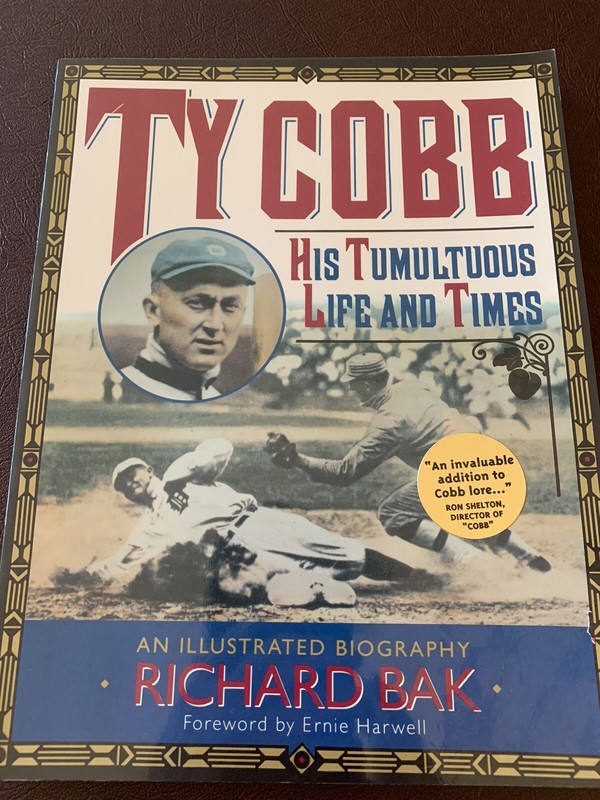 TY COBB
HIS TUMULTUOUS
LIFE AND TIMES
"An invaluable
addition to
Cobb lore..."
RON SHELTON,
DIRECTOR OF
"COBB"
AN ILLUSTRATED BIOGRAPHY
RICHARD BAK
Foreword by Ernie Harwell